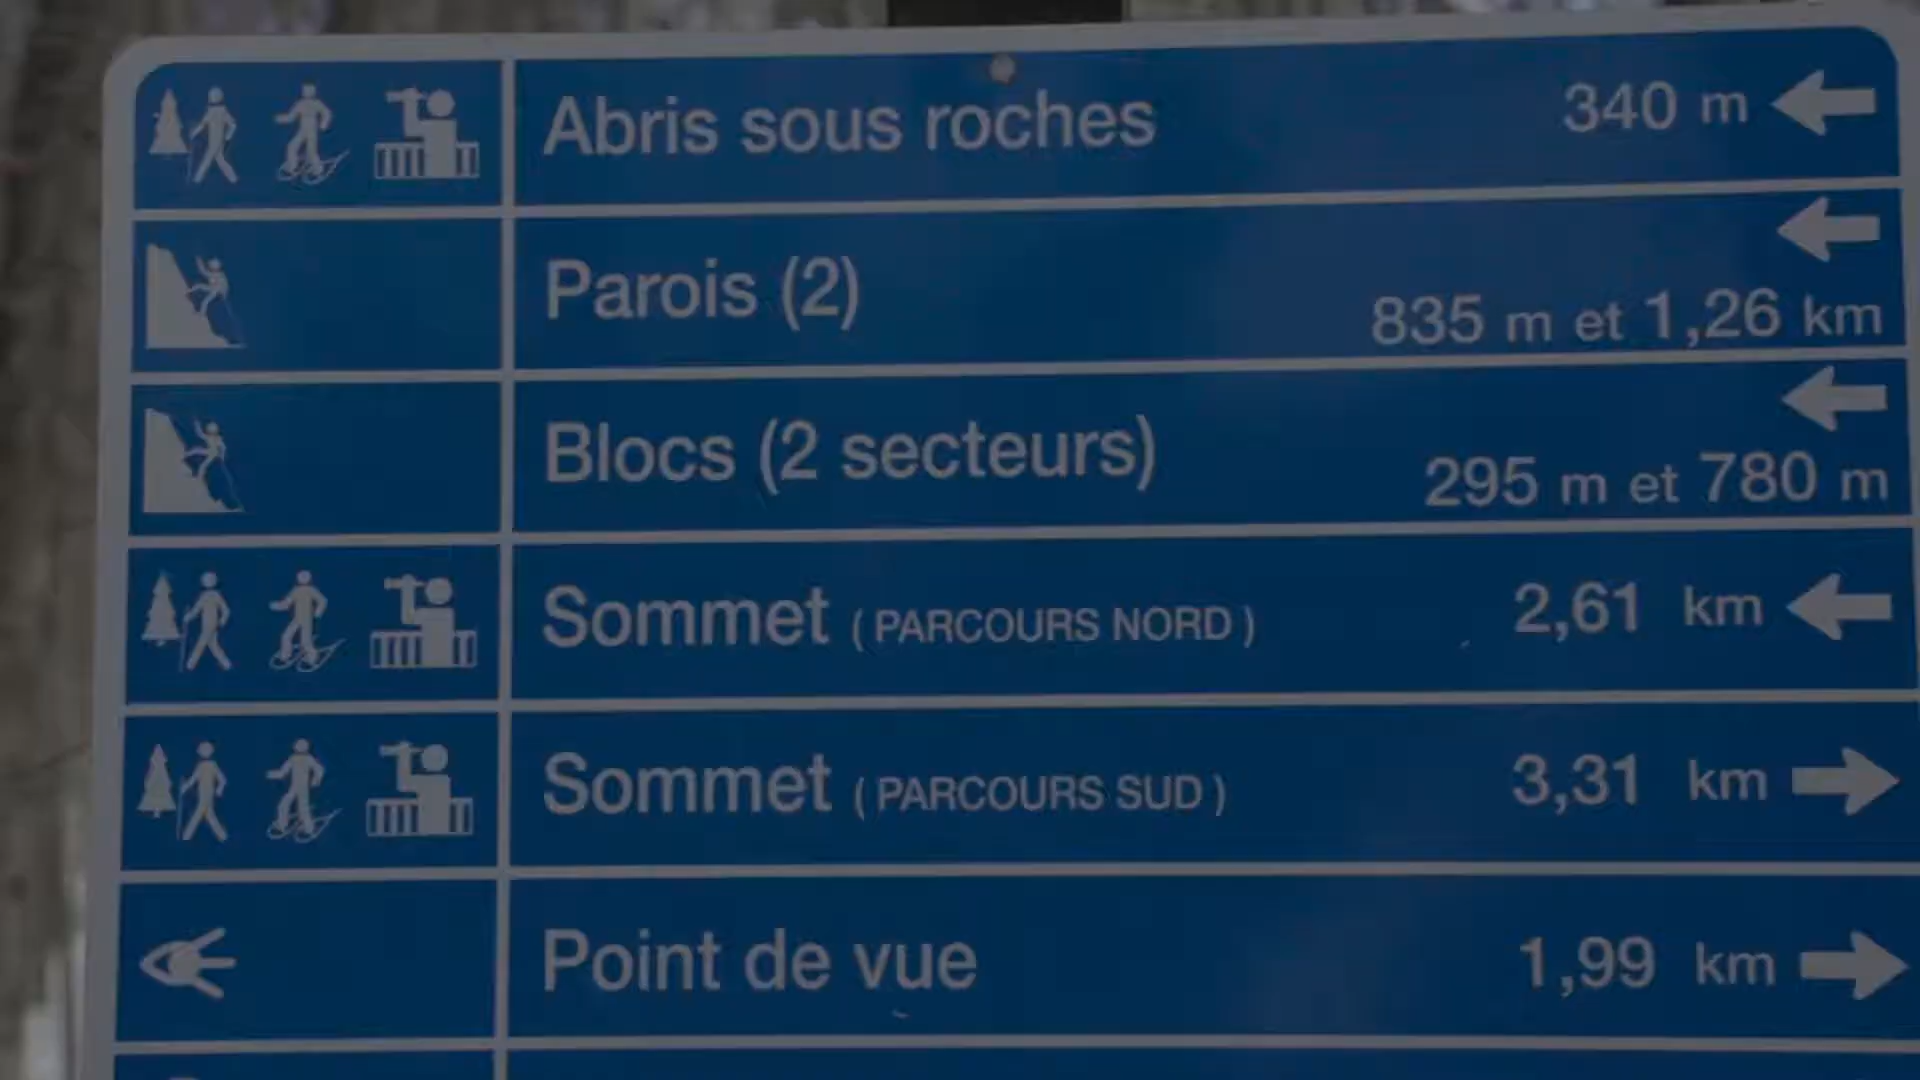 Abris sous roches 340 m
Parois (2)
835 m et 1,26 km
Blocs (2 secteurs)
295 m et 780 m
Sommet ( PARCOURS NORD ) 2,61 km
Sommet ( PARCOURS SUD ) 3,31 km
Point de vue 1,99 km